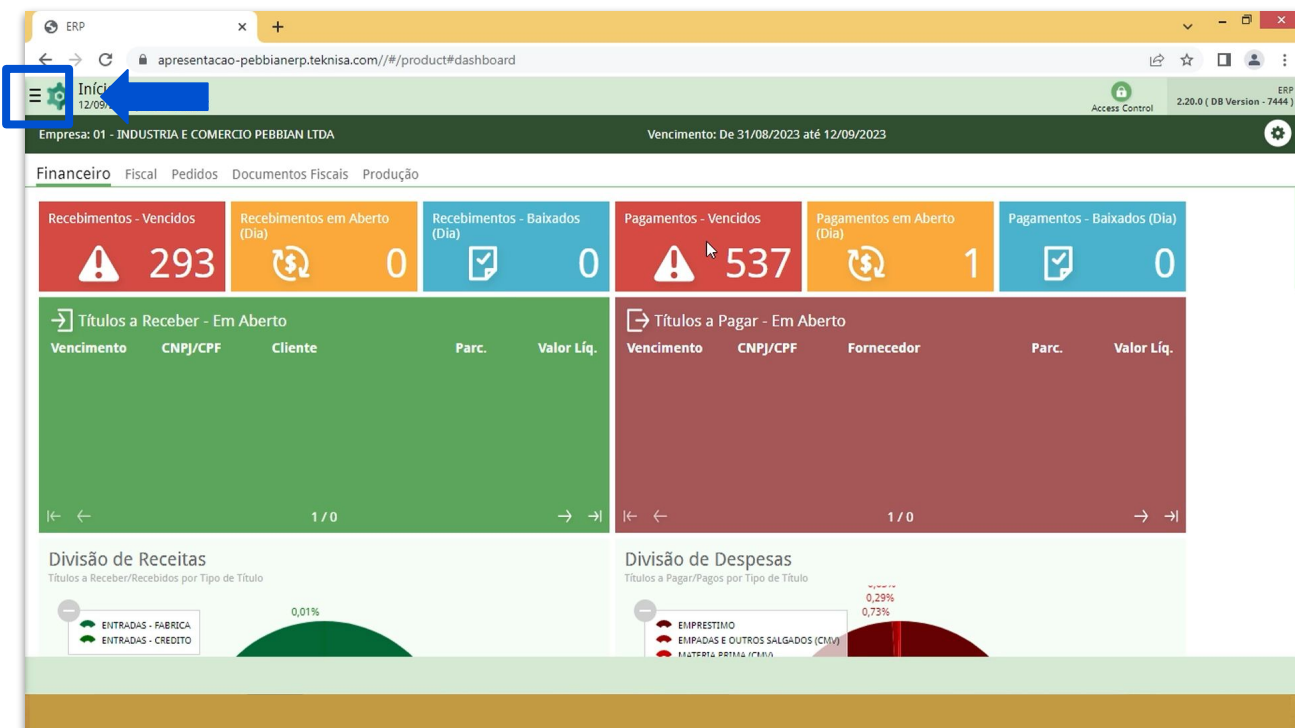 ERP
apresentacao-pebbianerp.teknisa.com//#/product#dashboard
Início
12/09/
Access Control
ERP
2.20.0 ( DB Version - 7444 )
Empresa: 01 - INDUSTRIA E COMERCIO PEBBIAN LTDA
Vencimento: De 31/08/2023 até 12/09/2023
Financeiro Fiscal Pedidos Documentos Fiscais Produção
Recebimentos - Vencidos
293
Recebimentos em Aberto
(Dia)
0
Recebimentos - Baixados
(Dia)
0
Pagamentos - Vencidos
537
Pagamentos em Aberto
(Dia)
1
Pagamentos - Baixados (Dia)
0
Títulos a Receber - Em Aberto
Vencimento CNPJ/CPF Cliente Parc. Valor Líq.
1 / 0
Títulos a Pagar - Em Aberto
Vencimento CNPJ/CPF Fornecedor Parc. Valor Líq.
1 / 0
Divisão de Receitas
Títulos a Receber/Recebidos por Tipo de Título
0,01%
ENTRADAS - FABRICA
ENTRADAS - CREDITO
Divisão de Despesas
Títulos a Pagar/Pagos por Tipo de Título
0,29%
0,73%
EMPRESTIMO
EMPADAS E OUTROS SALGADOS (CMV)
MATERIA PRIMA (CMV)